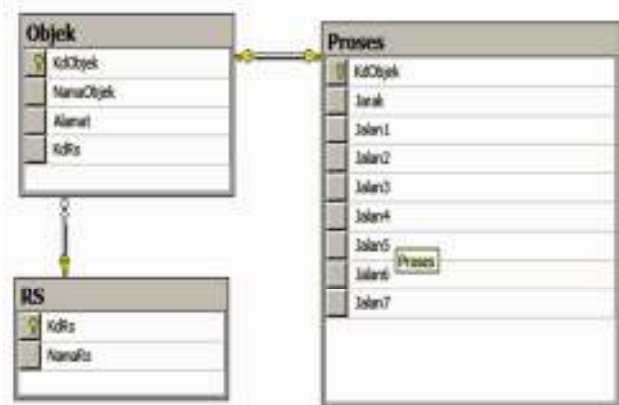 Objek
KdObjek
NamaObjek
Alamat
KdRs
Proses
KdObjek
Jarak
Jalan1
Jalan2
Jalan3
Jalan4
Jalan5
Proses
Jalan6
Jalan7
RS
KdRs
NamaRs